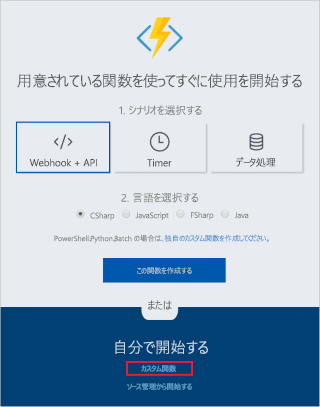 用意されている関数を使ってすぐに使用を開始する
1. シナリオを選択する
</>
Webhook + API
Timer
データ処理
2. 言語を選択する
CSharp JavaScript FSharp Java
PowerShell,Python,Batch の場合は、独自のカスタム関数を作成してください。
この関数を作成する
または
自分で開始する
カスタム関数
ソース管理から開始する